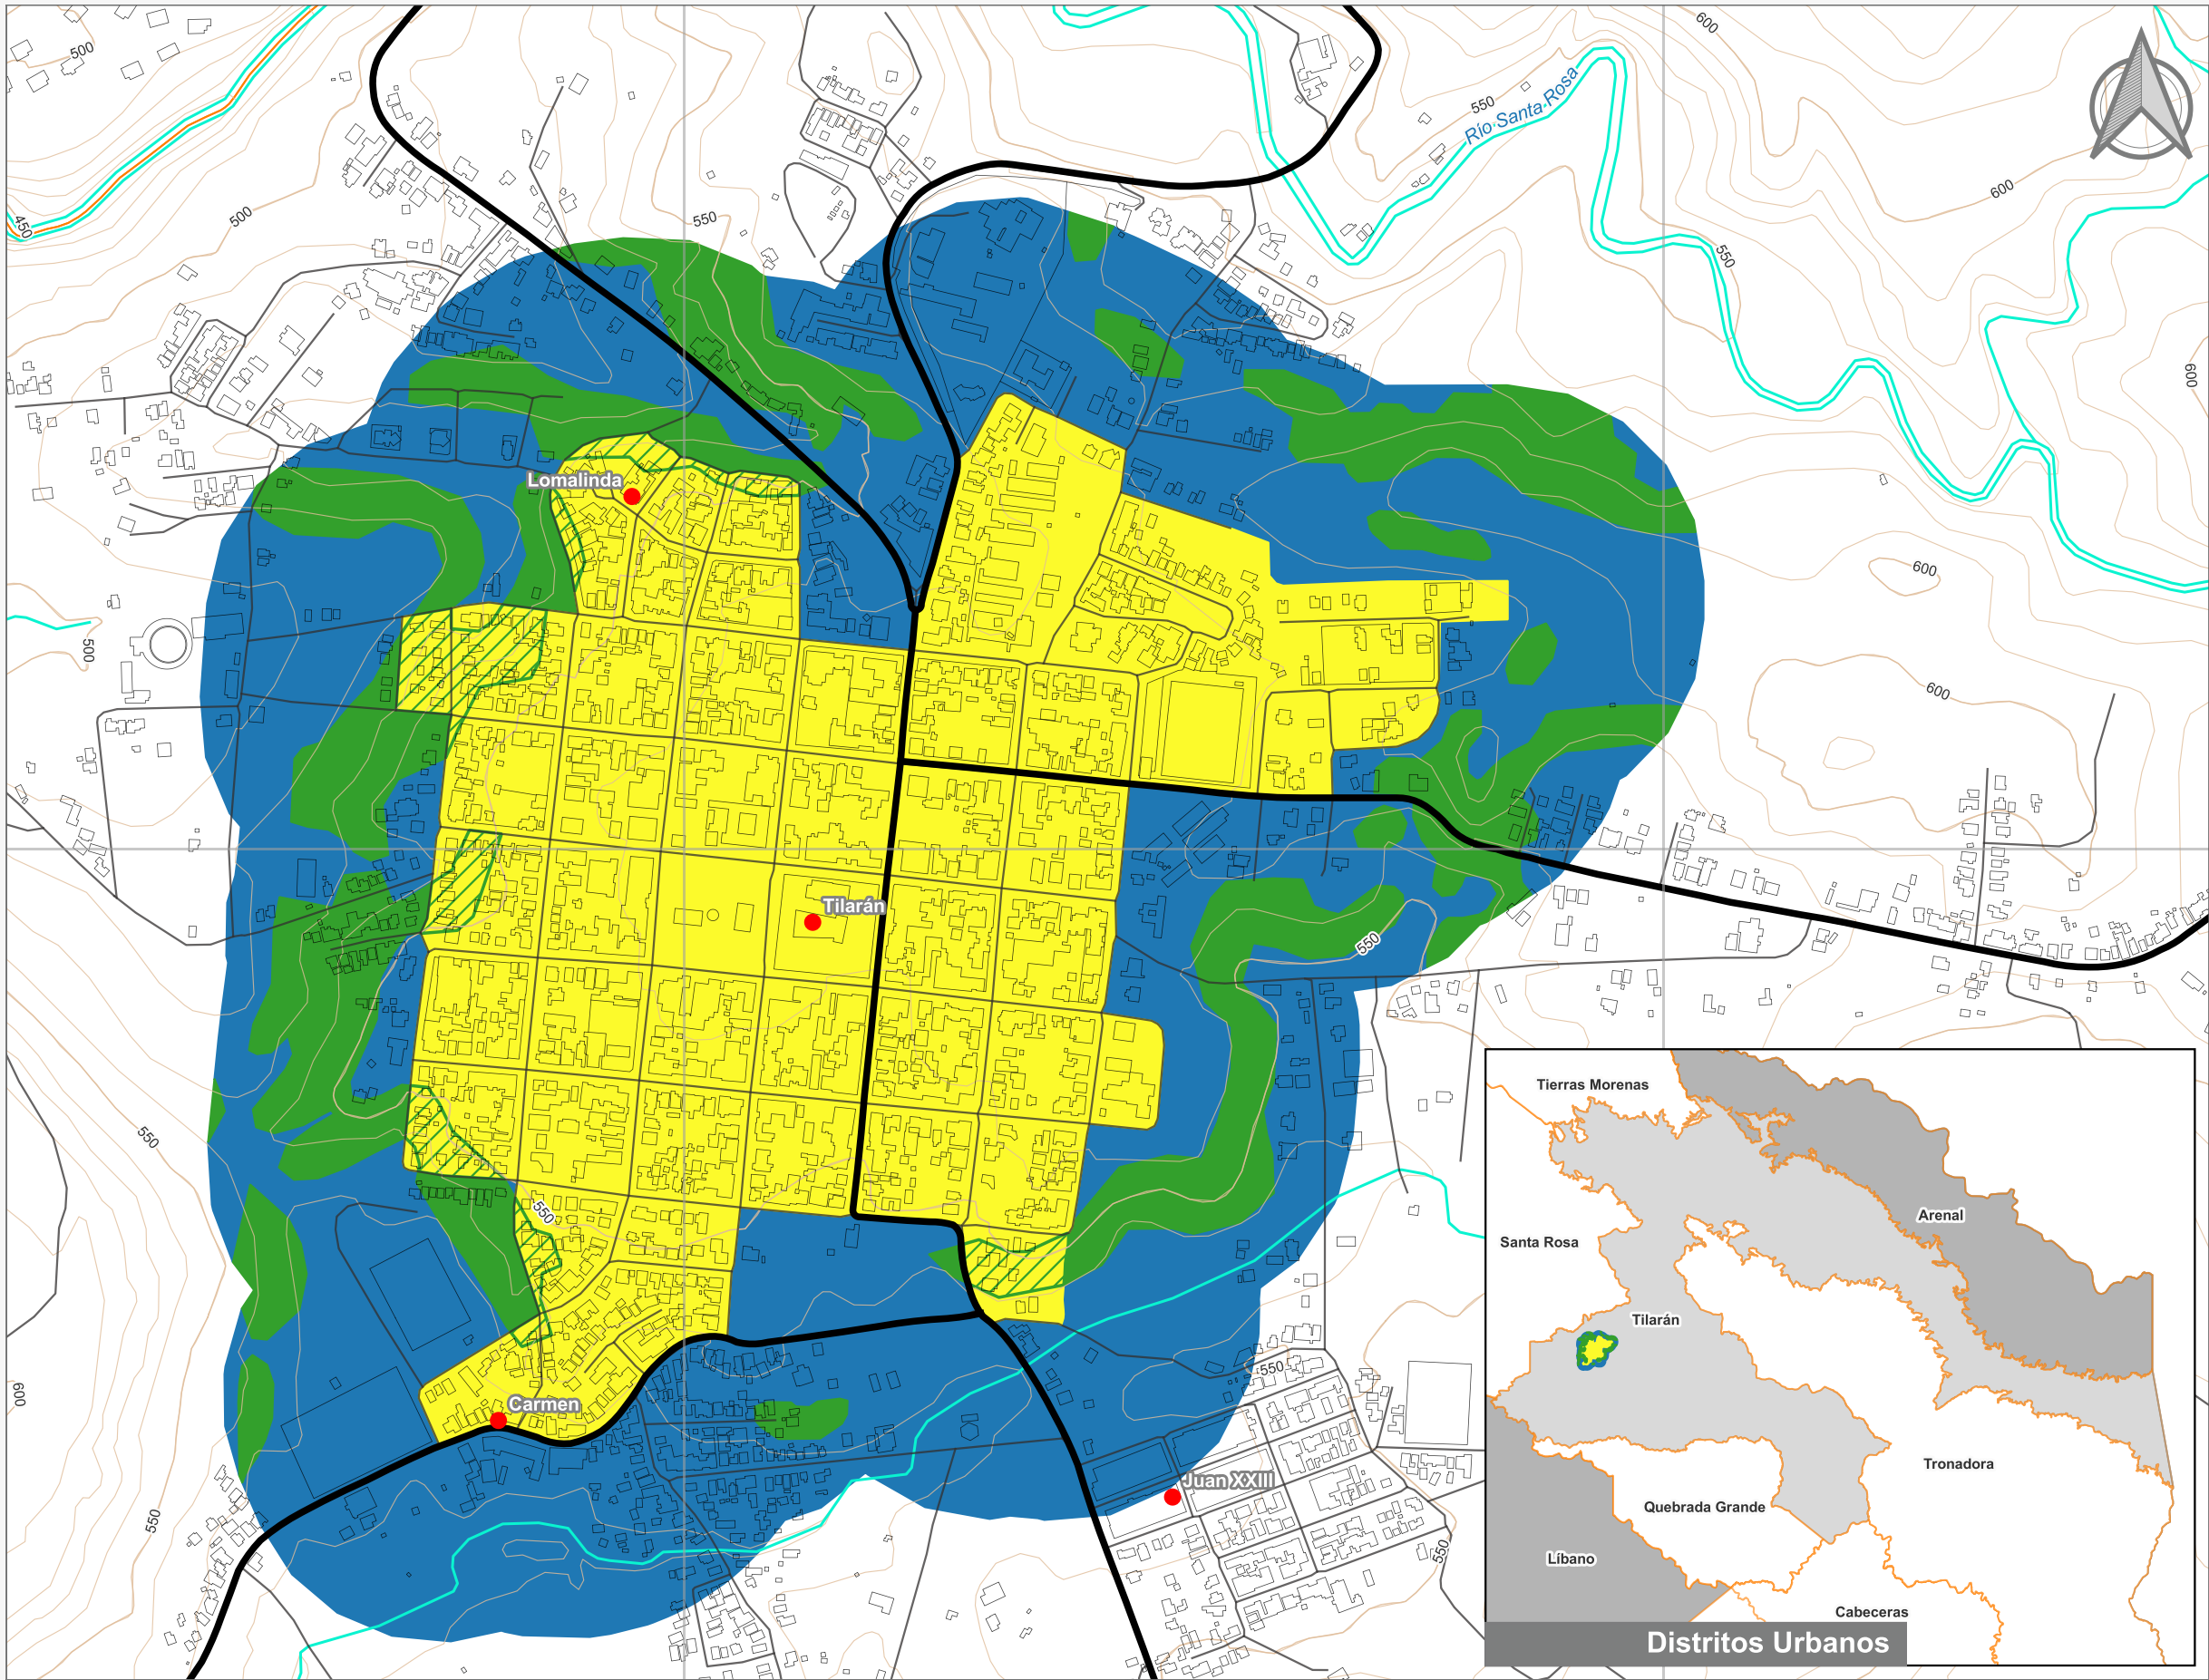 500
600
550
Río Santa Rosa
600
450
500
550
550
600
600
Lomalinda
500
600
Tilarán
550
550
550
Carmen
550
600
550
Juan XXIII
550
Tierras Morenas
Arenal
Santa Rosa
Tilarán
Tronadora
Quebrada Grande
Líbano
Cabeceras
Distritos Urbanos